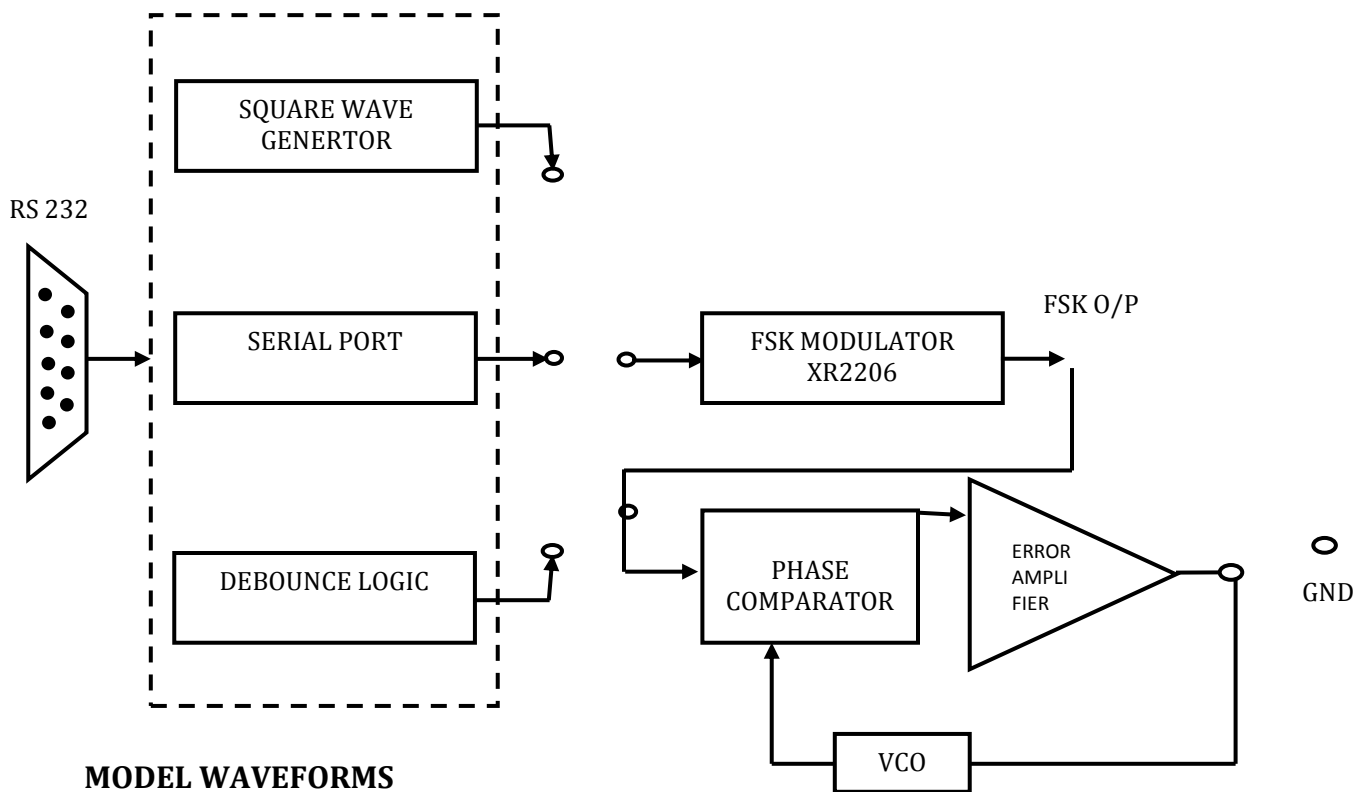 SQUARE WAVE
GENERTOR
RS 232
SERIAL PORT
FSK MODULATOR
XR2206
FSK O/P
DEBOUNCE LOGIC
PHASE
COMPARATOR
ERROR
AMPLI
FIER
GND
VCO
MODEL WAVEFORMS